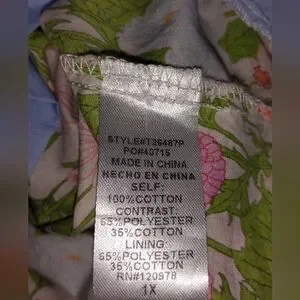 STYLE#T26487P
PO#40715
MADE IN CHINA
HECHO EN CHINA
SELF:
100%COTTON
CONTRAST:
65%POLYESTER
35%COTTON
LINING:
65%POLYESTER
35%COTTON
RN#120978
1X